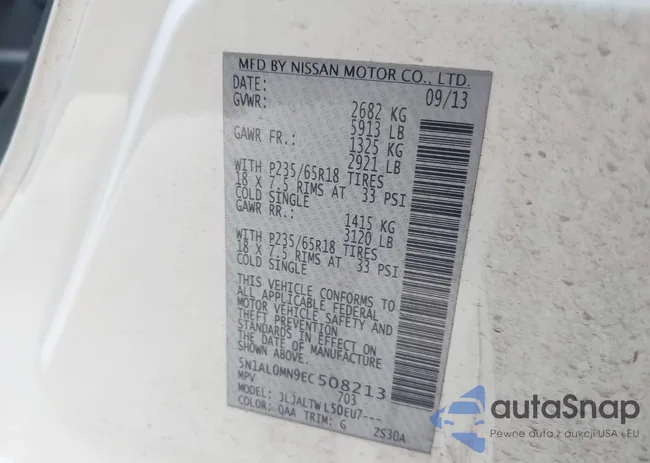 MFD BY NISSAN MOTOR CO., LTD.
DATE: 09/13
GVWR: 2682 KG
5913 LB
GAWR FR.: 1325 KG
2921 LB
WITH P235/65R18 TIRES
18 X 7.5 RIMS AT 33 PSI
COLD SINGLE
GAWR RR.: 1415 KG
3120 LB
WITH P235/65R18 TIRES
18 X 7.5 RIMS AT 33 PSI
COLD SINGLE
THIS VEHICLE CONFORMS TO
ALL APPLICABLE FEDERAL
MOTOR VEHICLE SAFETY AND
THEFT PREVENTION
STANDARDS IN EFFECT ON
THE DATE OF MANUFACTURE
SHOWN ABOVE.
5N1AL0MN9EC508213
MPV 703
MODEL: JLJALTWL50EU7---
COLOR: QAA TRIM: G ZS30A
autoSnap
Pewne auta z aukcji USA i EU